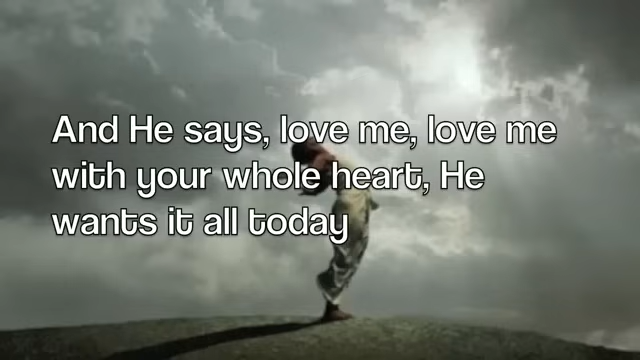 And He says, love me, love me
with your whole heart, He
wants it all today